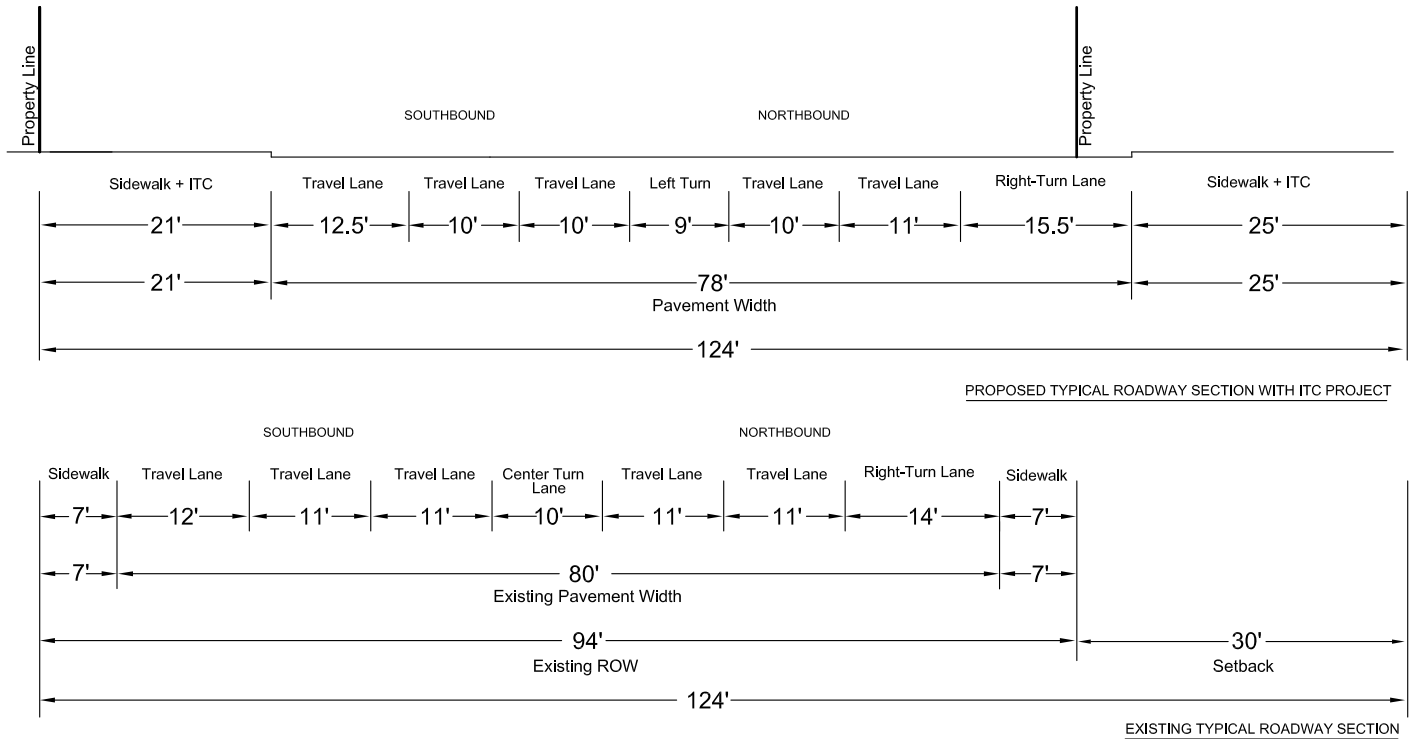 Property Line
Property Line
SOUTHBOUND NORTHBOUND
Sidewalk + ITC Travel Lane Travel Lane Travel Lane Left Turn Travel Lane Travel Lane Right-Turn Lane Sidewalk + ITC
21' 12.5' 10' 10' 9' 10' 11' 15.5' 25'
21' 78' 25'
Pavement Width
124'
PROPOSED TYPICAL ROADWAY SECTION WITH ITC PROJECT
SOUTHBOUND NORTHBOUND
Sidewalk Travel Lane Travel Lane Travel Lane Center Turn Travel Lane Travel Lane Right-Turn Lane Sidewalk
Lane
7' 12' 11' 11' 10' 11' 11' 14' 7'
7' 80' 7'
Existing Pavement Width
94' 30'
Existing ROW Setback
124'
EXISTING TYPICAL ROADWAY SECTION